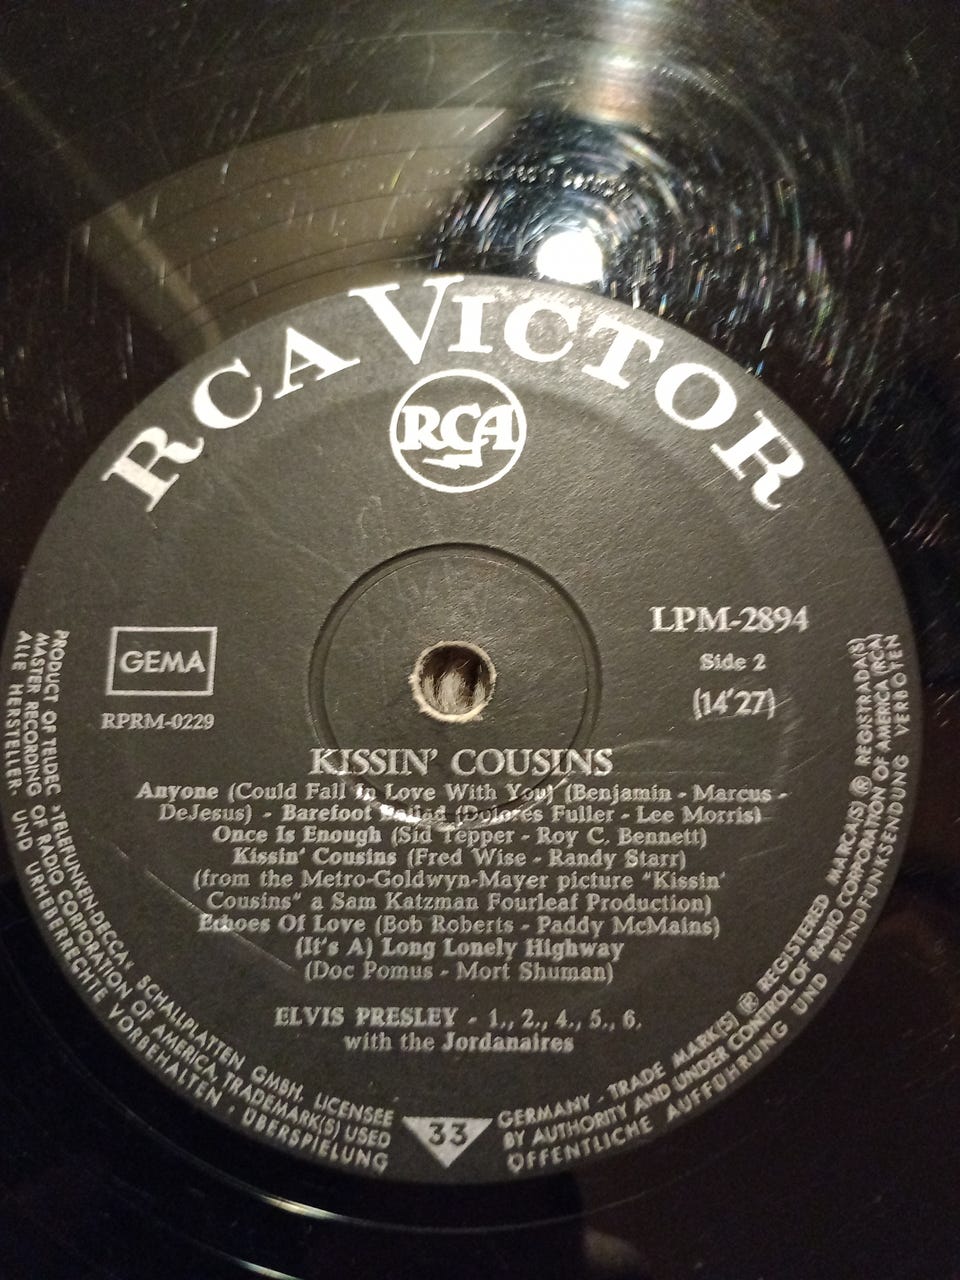 RCA VICTOR
RCA
LPM-2894
Side 2
(14'27)
GEMA
RPRM-0229
KISSIN' COUSINS
Anyone (Could Fall In Love With You) (Benjamin - Marcus -
DeJesus) - Barefoot Ballad (Dolores Fuller - Lee Morris)
Once Is Enough (Sid Tepper - Roy C. Bennett)
Kissin' Cousins (Fred Wise - Randy Starr)
(from the Metro-Goldwyn-Mayer picture "Kissin'
Cousins" a Sam Katzman Fourleaf Production)
Echoes Of Love (Bob Roberts - Paddy McMains)
(It's A) Long Lonely Highway
(Doc Pomus - Mort Shuman)
ELVIS PRESLEY - 1., 2., 4., 5., 6.
with the Jordanaires
33
PRODUCT OF TELDEC »TELEFUNKEN-DECCA« SCHALLPLATTEN GMBH. LICENSEE
MASTER RECORDING OF RADIO CORPORATION OF AMERICA, TRADEMARK(S) USED
ALLE HERSTELLER- UND URHEBERRECHTE VORBEHALTEN · ÜBERSPIELUNG
GERMANY - TRADE MARK(S) ® REGISTERED MARCA(S) ® REGISTRADA(S)
BY AUTHORITY AND UNDER CONTROL OF RADIO CORPORATION OF AMERICA (RCA)
ÖFFENTLICHE AUFFÜHRUNG UND RUNDFUNKSENDUNG VERBOTEN